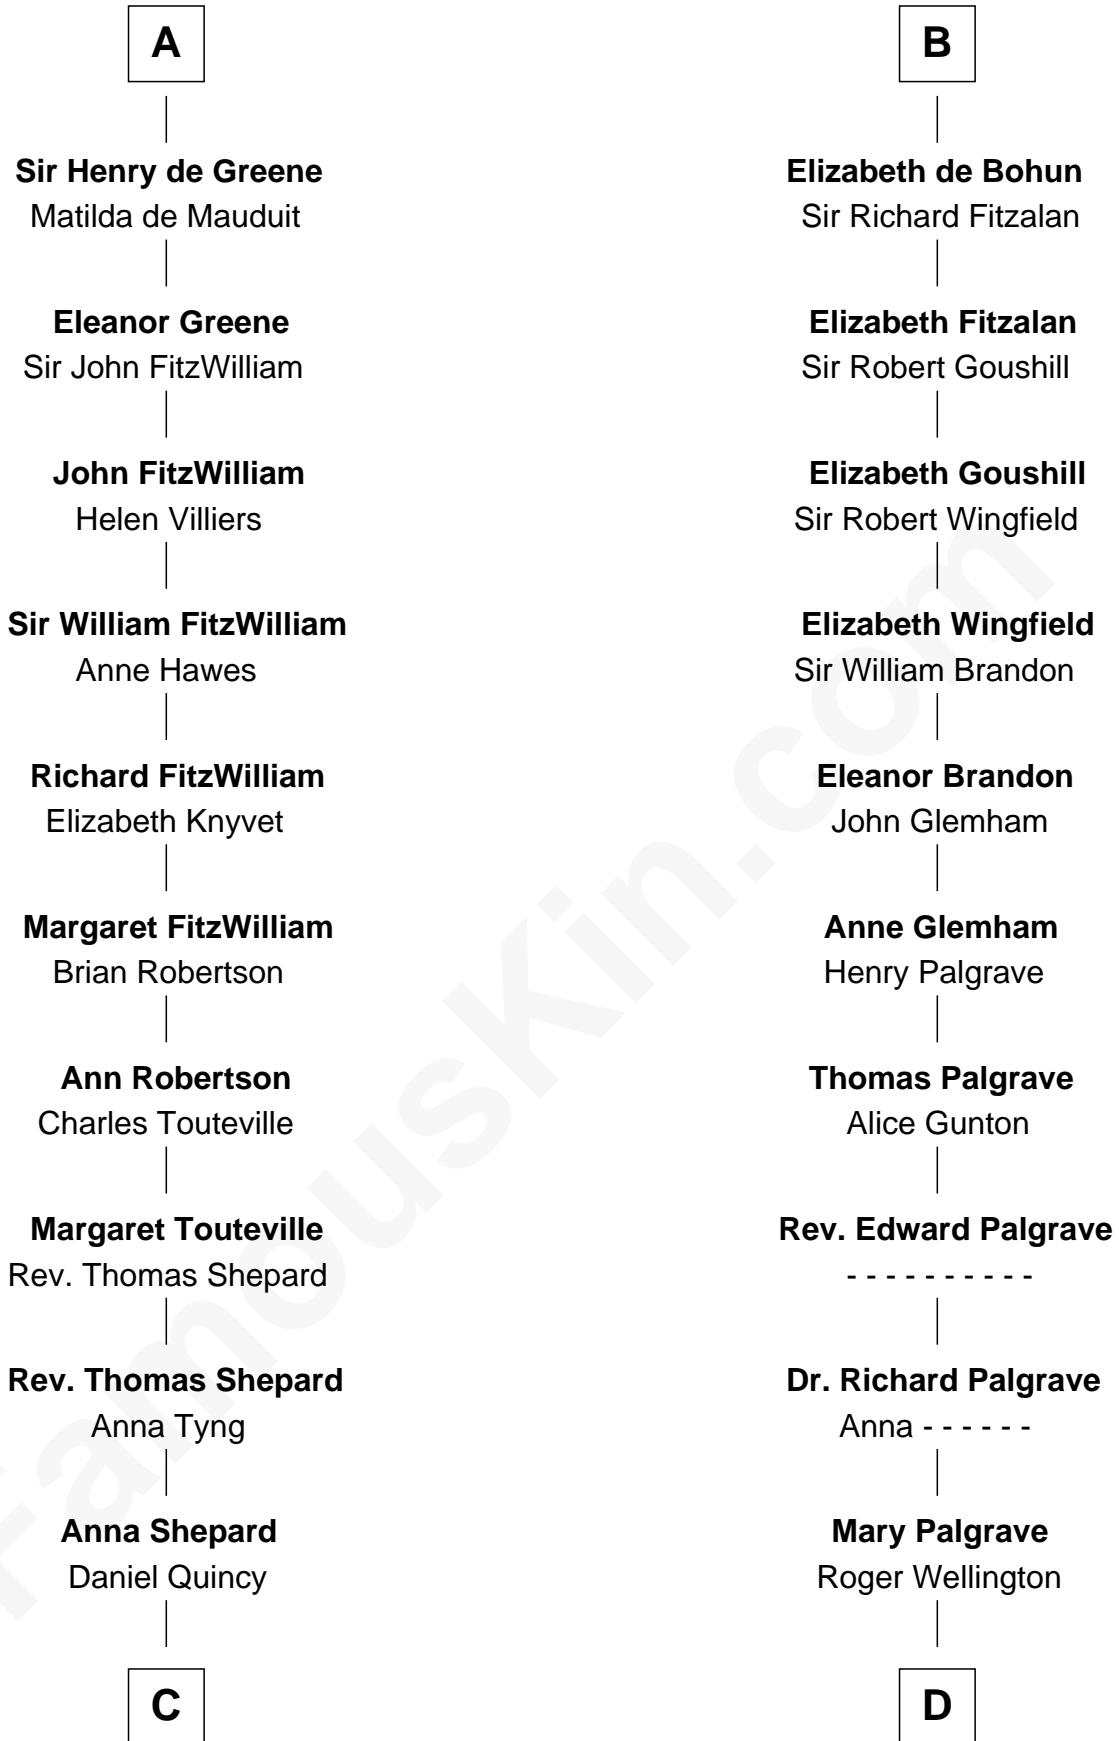 A
Sir Henry de Greene
Matilda de Mauduit
Eleanor Greene
Sir John FitzWilliam
John FitzWilliam
Helen Villiers
Sir William FitzWilliam
Anne Hawes
Richard FitzWilliam
Elizabeth Knyvet
Margaret FitzWilliam
Brian Robertson
Ann Robertson
Charles Touteville
Margaret Touteville
Rev. Thomas Shepard
Rev. Thomas Shepard
Anna Tyng
Anna Shepard
Daniel Quincy
C
B
Elizabeth de Bohun
Sir Richard Fitzalan
Elizabeth Fitzalan
Sir Robert Goushill
Elizabeth Goushill
Sir Robert Wingfield
Elizabeth Wingfield
Sir William Brandon
Eleanor Brandon
John Glemham
Anne Glemham
Henry Palgrave
Thomas Palgrave
Alice Gunton
Rev. Edward Palgrave
- - - - - - - - - -
Dr. Richard Palgrave
Anna - - - - - -
Mary Palgrave
Roger Wellington
D
FamousKin.com